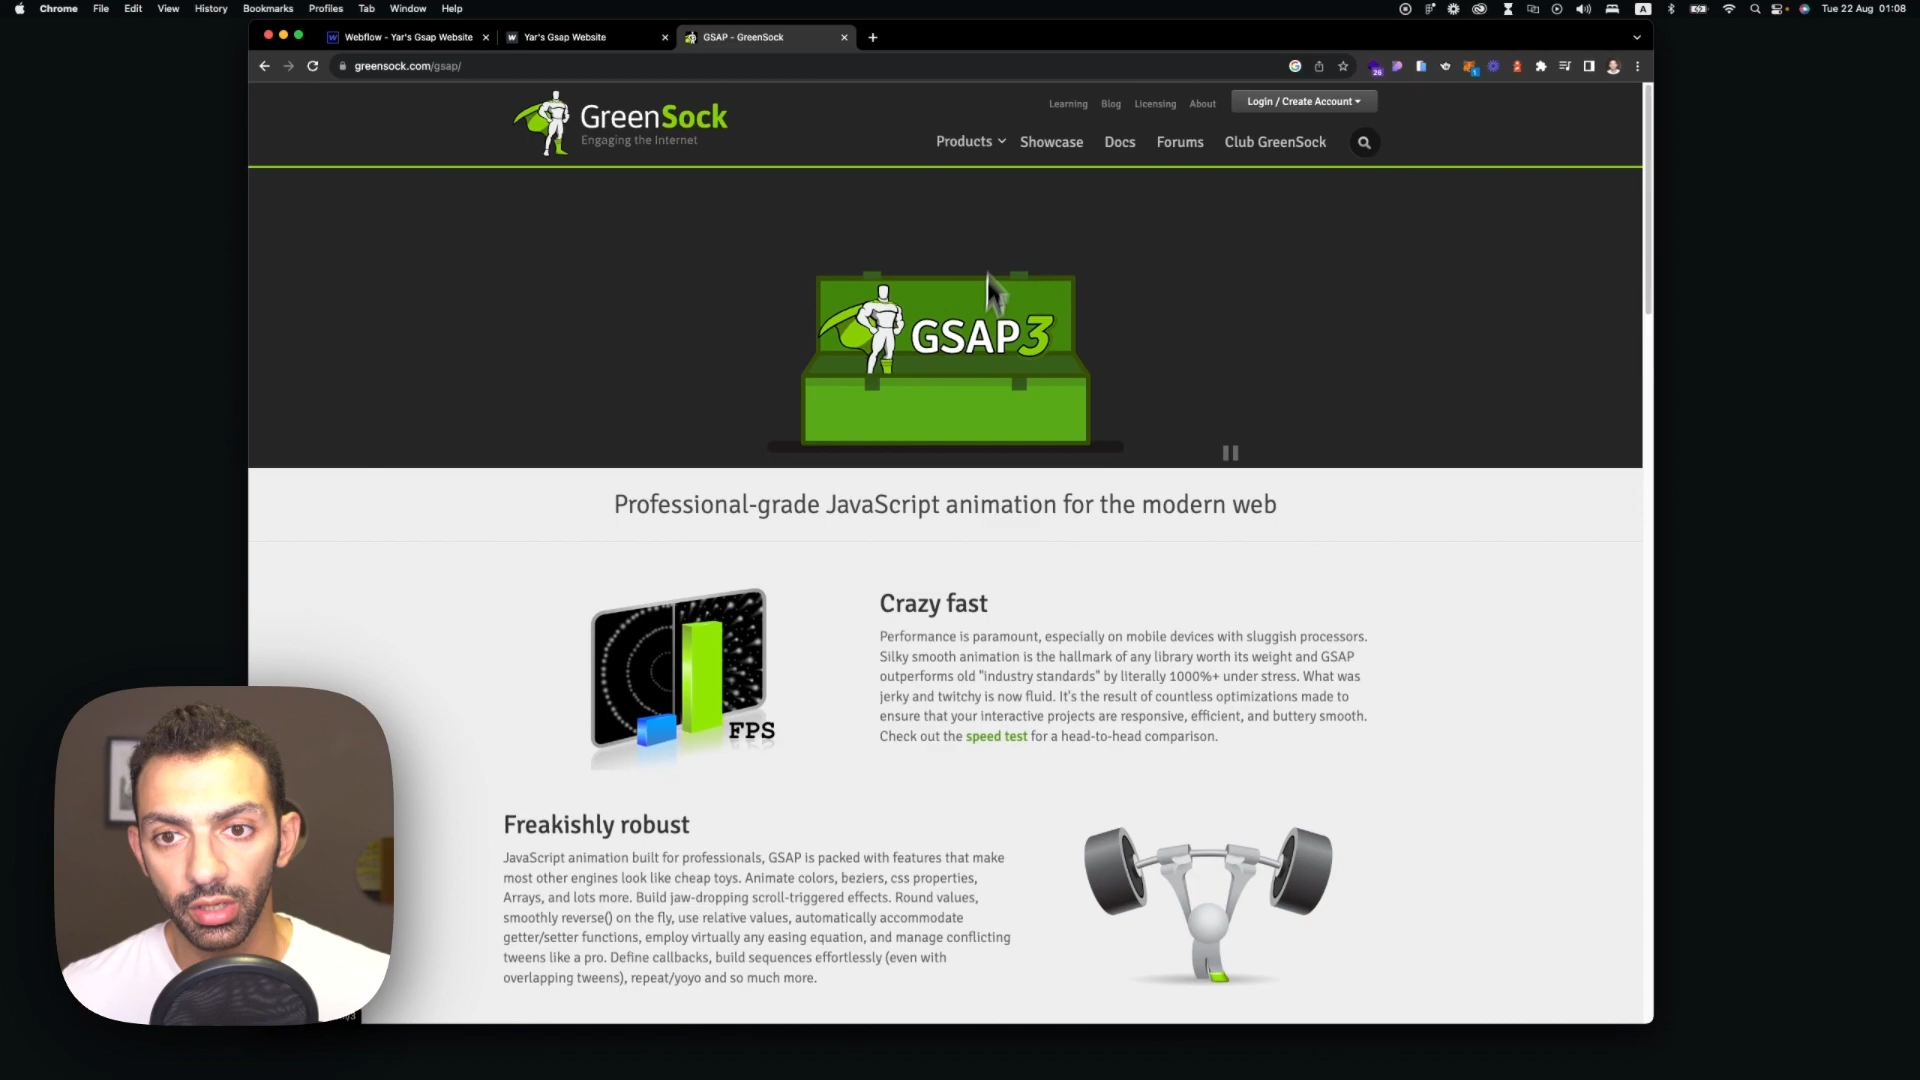 Chrome File Edit View History Bookmarks Profiles Tab Window Help
A
Tue 22 Aug 01:08
Webflow - Yar's Gsap Website
Yar's Gsap Website
GSAP - GreenSock
greensock.com/gsap/
26
1
GreenSock
Engaging the Internet
Learning Blog Licensing About Login / Create Account
Products Showcase Docs Forums Club GreenSock
GSAP3
Professional-grade JavaScript animation for the modern web
FPS
Crazy fast
Performance is paramount, especially on mobile devices with sluggish processors.
Silky smooth animation is the hallmark of any library worth its weight and GSAP
outperforms old "industry standards" by literally 1000%+ under stress. What was
jerky and twitchy is now fluid. It's the result of countless optimizations made to
ensure that your interactive projects are responsive, efficient, and buttery smooth.
Check out the speed test for a head-to-head comparison.
Freakishly robust
JavaScript animation built for professionals, GSAP is packed with features that make
most other engines look like cheap toys. Animate colors, beziers, css properties,
Arrays, and lots more. Build jaw-dropping scroll-triggered effects. Round values,
smoothly reverse() on the fly, use relative values, automatically accommodate
getter/setter functions, employ virtually any easing equation, and manage conflicting
tweens like a pro. Define callbacks, build sequences effortlessly (even with
overlapping tweens), repeat/yoyo and so much more.